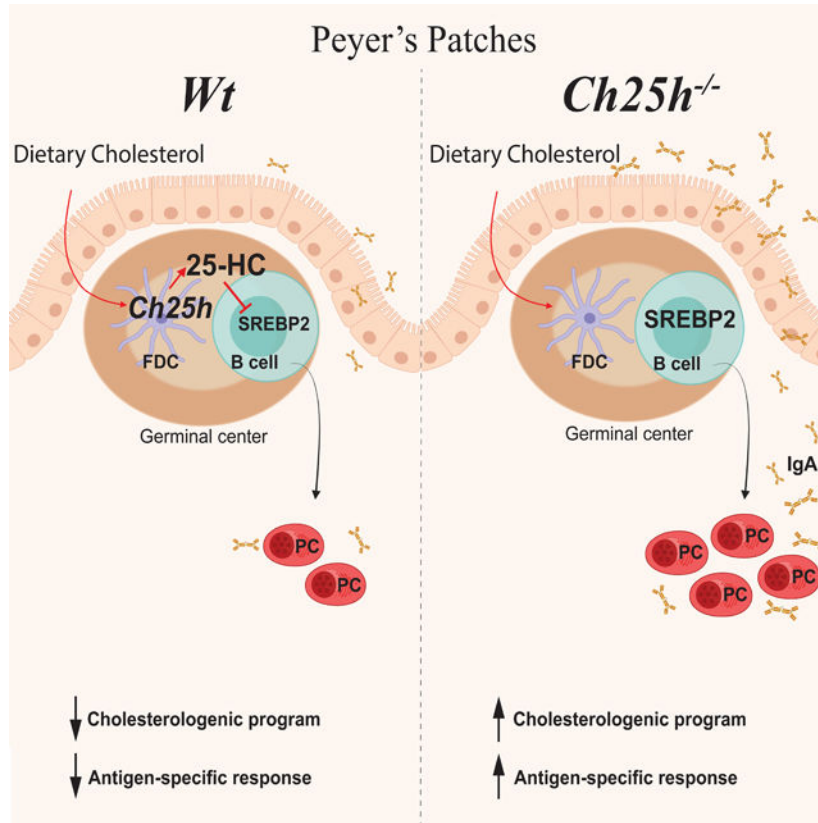 Peyer's Patches
Wt
Dietary Cholesterol
25-HC
Ch25h
SREBP2
FDC
B cell
Germinal center
PC
PC
Cholesterologenic program
Antigen-specific response
Ch25h-/-
Dietary Cholesterol
SREBP2
FDC
B cell
Germinal center
IgA
PC
PC
PC
PC
Cholesterologenic program
Antigen-specific response